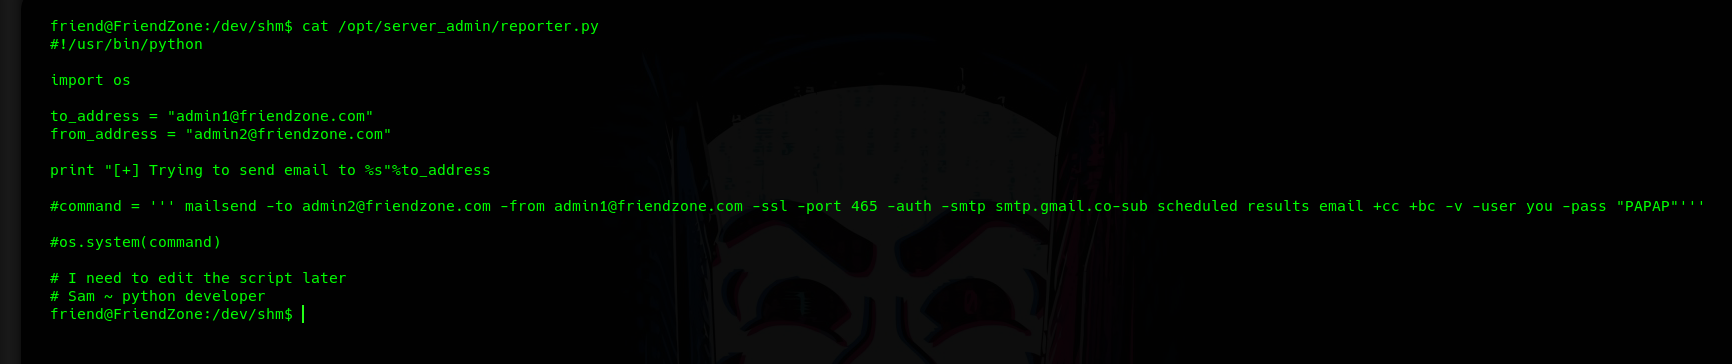 friend@FriendZone:/dev/shm$ cat /opt/server_admin/reporter.py
#!/usr/bin/python
import os
to_address = "admin1@friendzone.com"
from_address = "admin2@friendzone.com"
print "[+] Trying to send email to %s"%to_address
#command = ''' mailsend -to admin2@friendzone.com -from admin1@friendzone.com -ssl -port 465 -auth -smtp smtp.gmail.co-sub scheduled results email +cc +bc -v -user you -pass "PAPAP"'''
#os.system(command)
# I need to edit the script later
# Sam ~ python developer
friend@FriendZone:/dev/shm$